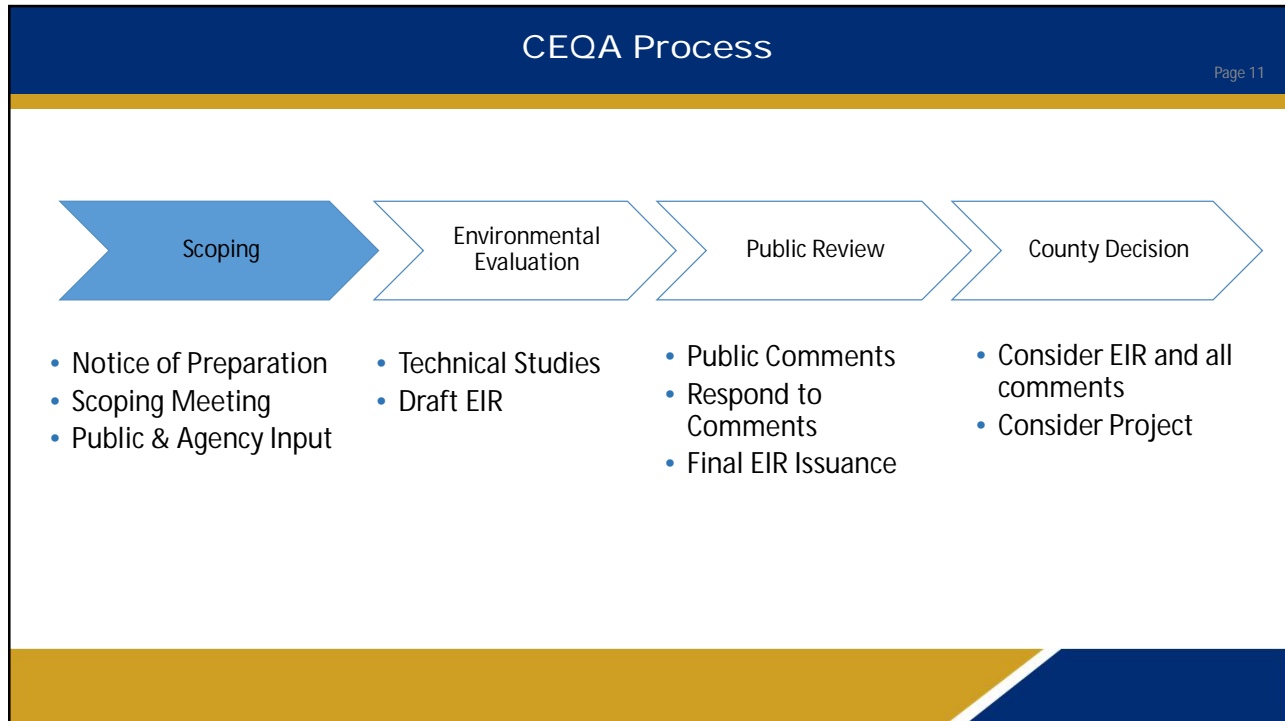 CEQA Process
Page 11
Scoping
Environmental
Evaluation
Public Review
County Decision
• Notice of Preparation
• Scoping Meeting
• Public & Agency Input
• Technical Studies
• Draft EIR
• Public Comments
• Respond to
Comments
• Final EIR Issuance
• Consider EIR and all
comments
• Consider Project